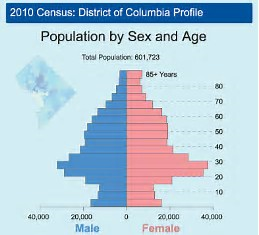 2010 Census: District of Columbia Profile
Population by Sex and Age
Total Population: 601,723
85+ Years
80
70
60
50
40
30
20
10
40,000 20,000 0 20,000 40,000
Male Female